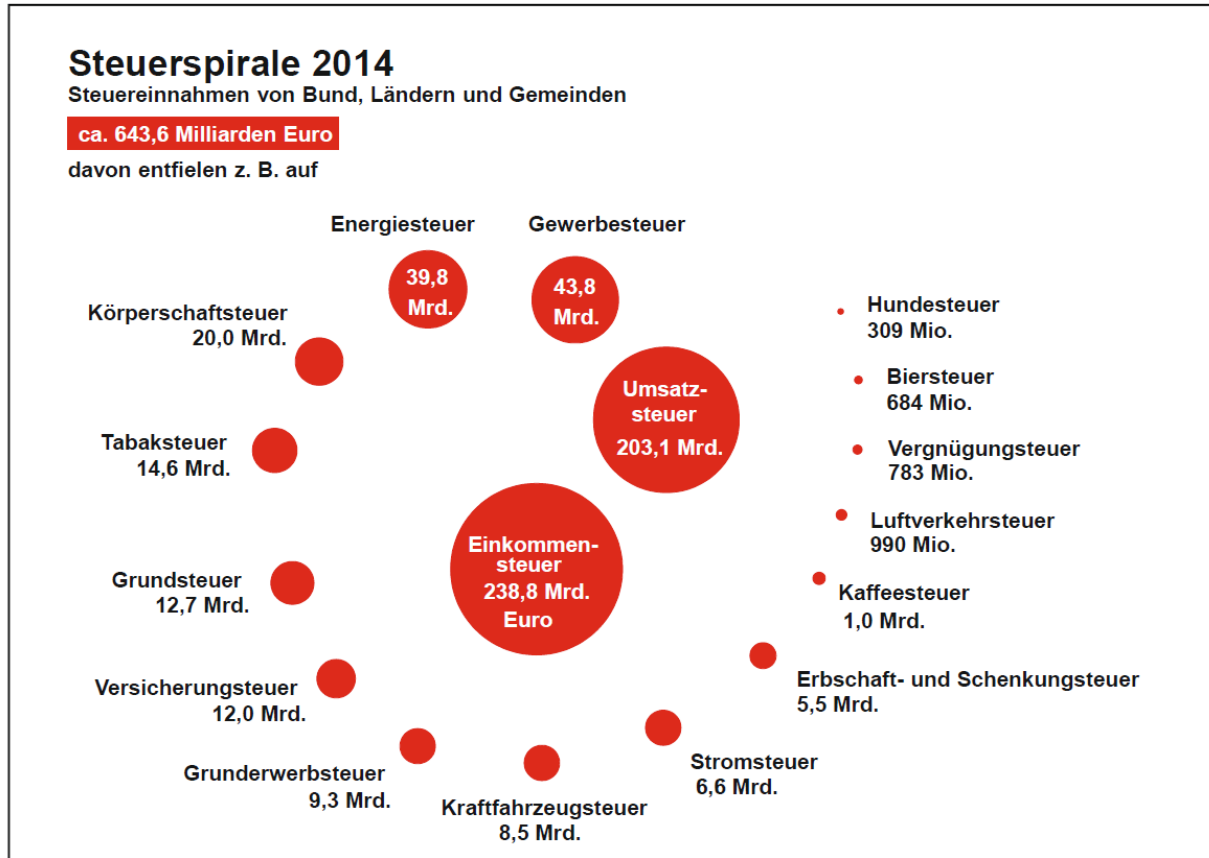 Steuerspirale 2014
Steuereinnahmen von Bund, Ländern und Gemeinden
ca. 643,6 Milliarden Euro
davon entfielen z. B. auf
Energiesteuer
39,8
Mrd.
Gewerbesteuer
43,8
Mrd.
Umsatz-
steuer
203,1 Mrd.
Einkommen-
steuer
238,8 Mrd.
Euro
Körperschaftsteuer
20,0 Mrd.
Tabaksteuer
14,6 Mrd.
Grundsteuer
12,7 Mrd.
Versicherungsteuer
12,0 Mrd.
Grunderwerbsteuer
9,3 Mrd.
Kraftfahrzeugsteuer
8,5 Mrd.
Stromsteuer
6,6 Mrd.
Erbschaft- und Schenkungsteuer
5,5 Mrd.
Kaffeesteuer
1,0 Mrd.
Luftverkehrsteuer
990 Mio.
Vergnügungsteuer
783 Mio.
Biersteuer
684 Mio.
Hundesteuer
309 Mio.